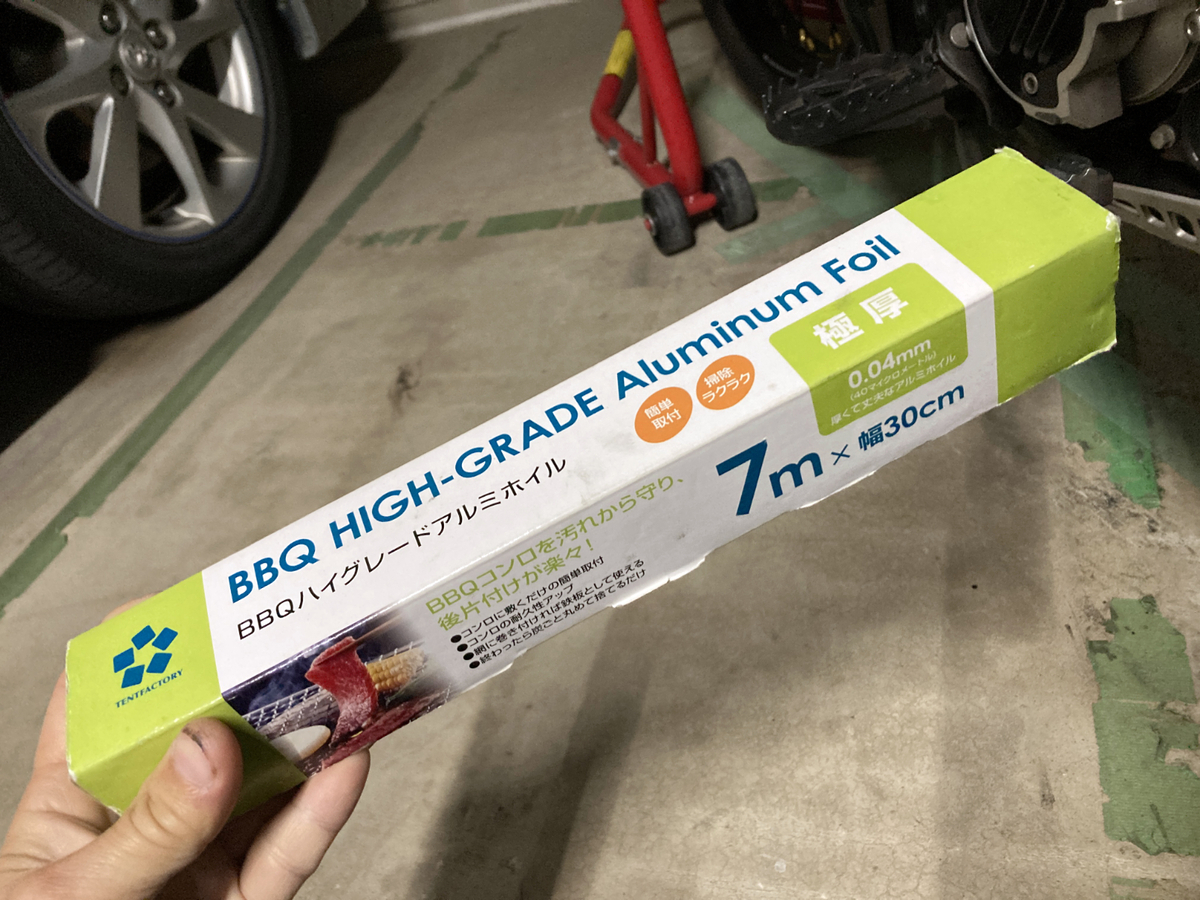 BBQ HIGH-GRADE Aluminum Foil
BBQハイグレードアルミホイル
簡単
取付
掃除
ラクラク
極厚
0.04mm
(40マイクロメートル)
厚くて丈夫なアルミホイル
7m×幅30cm
BBQコンロを汚れから守り、
後片付けが楽々！
●コンロに敷くだけの簡単取付
●コンロの耐久性アップ
●網に巻き付ければ鉄板として使える
●終わったら炭ごと丸めて捨てるだけ
TENTFACTORY